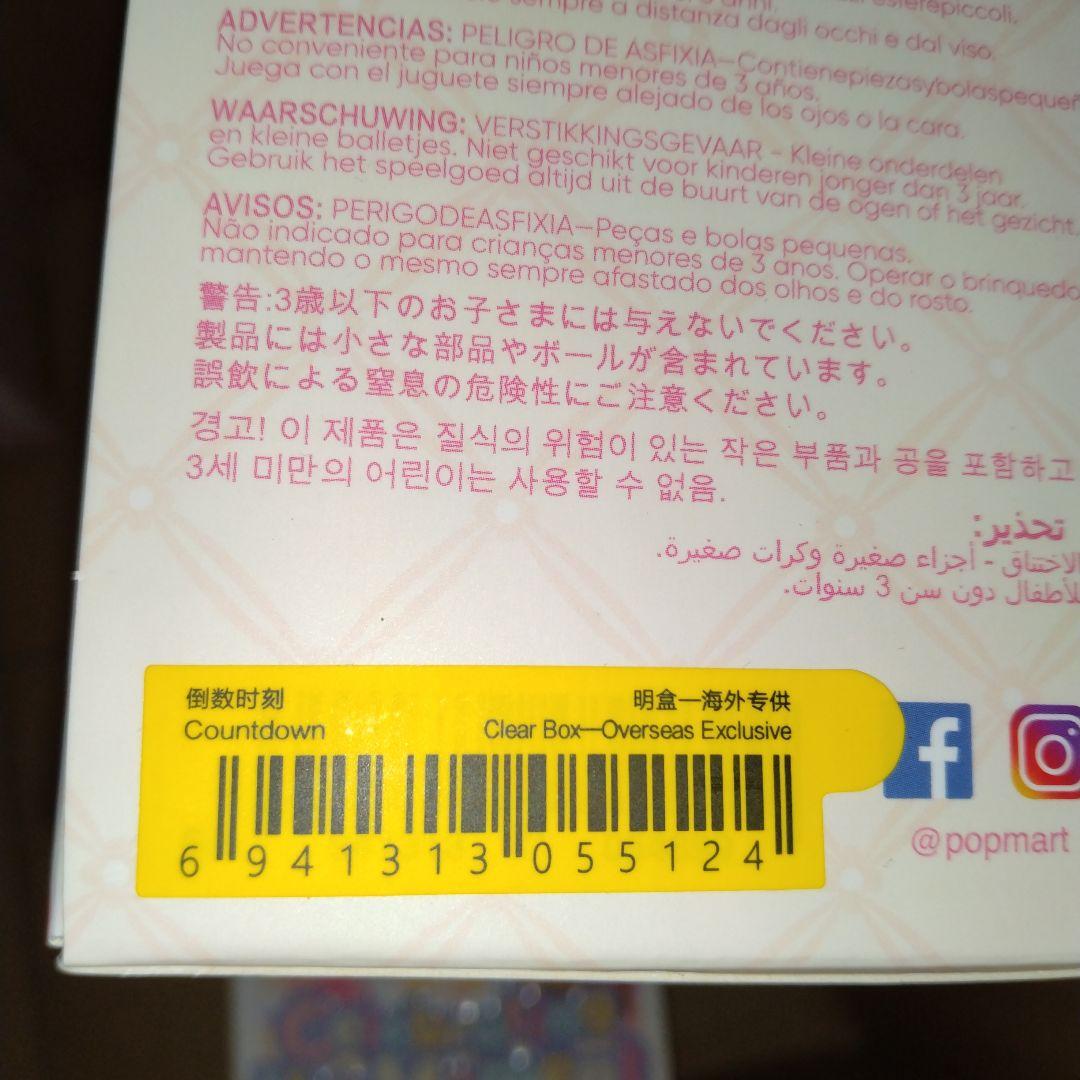 sempre a distanza dagli occhi e dal viso.
ADVERTENCIAS: PELIGRO DE ASFIXIA—Contienepiezasybolaspequeñ
No conveniente para niños menores de 3 años.
Juega con el juguete siempre alejado de los ojos o la cara.
WAARSCHUWING: VERSTIKKINGSGEVAAR - Kleine onderdelen
en kleine balletjes. Niet geschikt voor kinderen jonger dan 3 jaar.
Gebruik het speelgoed altijd uit de buurt van de ogen of het gezicht.
AVISOS: PERIGODEASFIXIA—Peças e bolas pequenas.
Não indicado para crianças menores de 3 anos. Operar o brinquedo
mantendo o mesmo sempre afastado dos olhos e do rosto.
警告:3歳以下のお子さまには与えないでください。
製品には小さな部品やボールが含まれています。
誤飲による窒息の危険性にご注意ください。
경고! 이 제품은 질식의 위험이 있는 작은 부품과 공을 포함하고
3세 미만의 어린이는 사용할 수 없음.
تحذير:
الاختناق - أجزاء صغيرة وكرات صغيرة.
للأطفال دون سن 3 سنوات.
倒数时刻 明盒—海外专供
Countdown Clear Box—Overseas Exclusive
6 941313 055124
@popmart